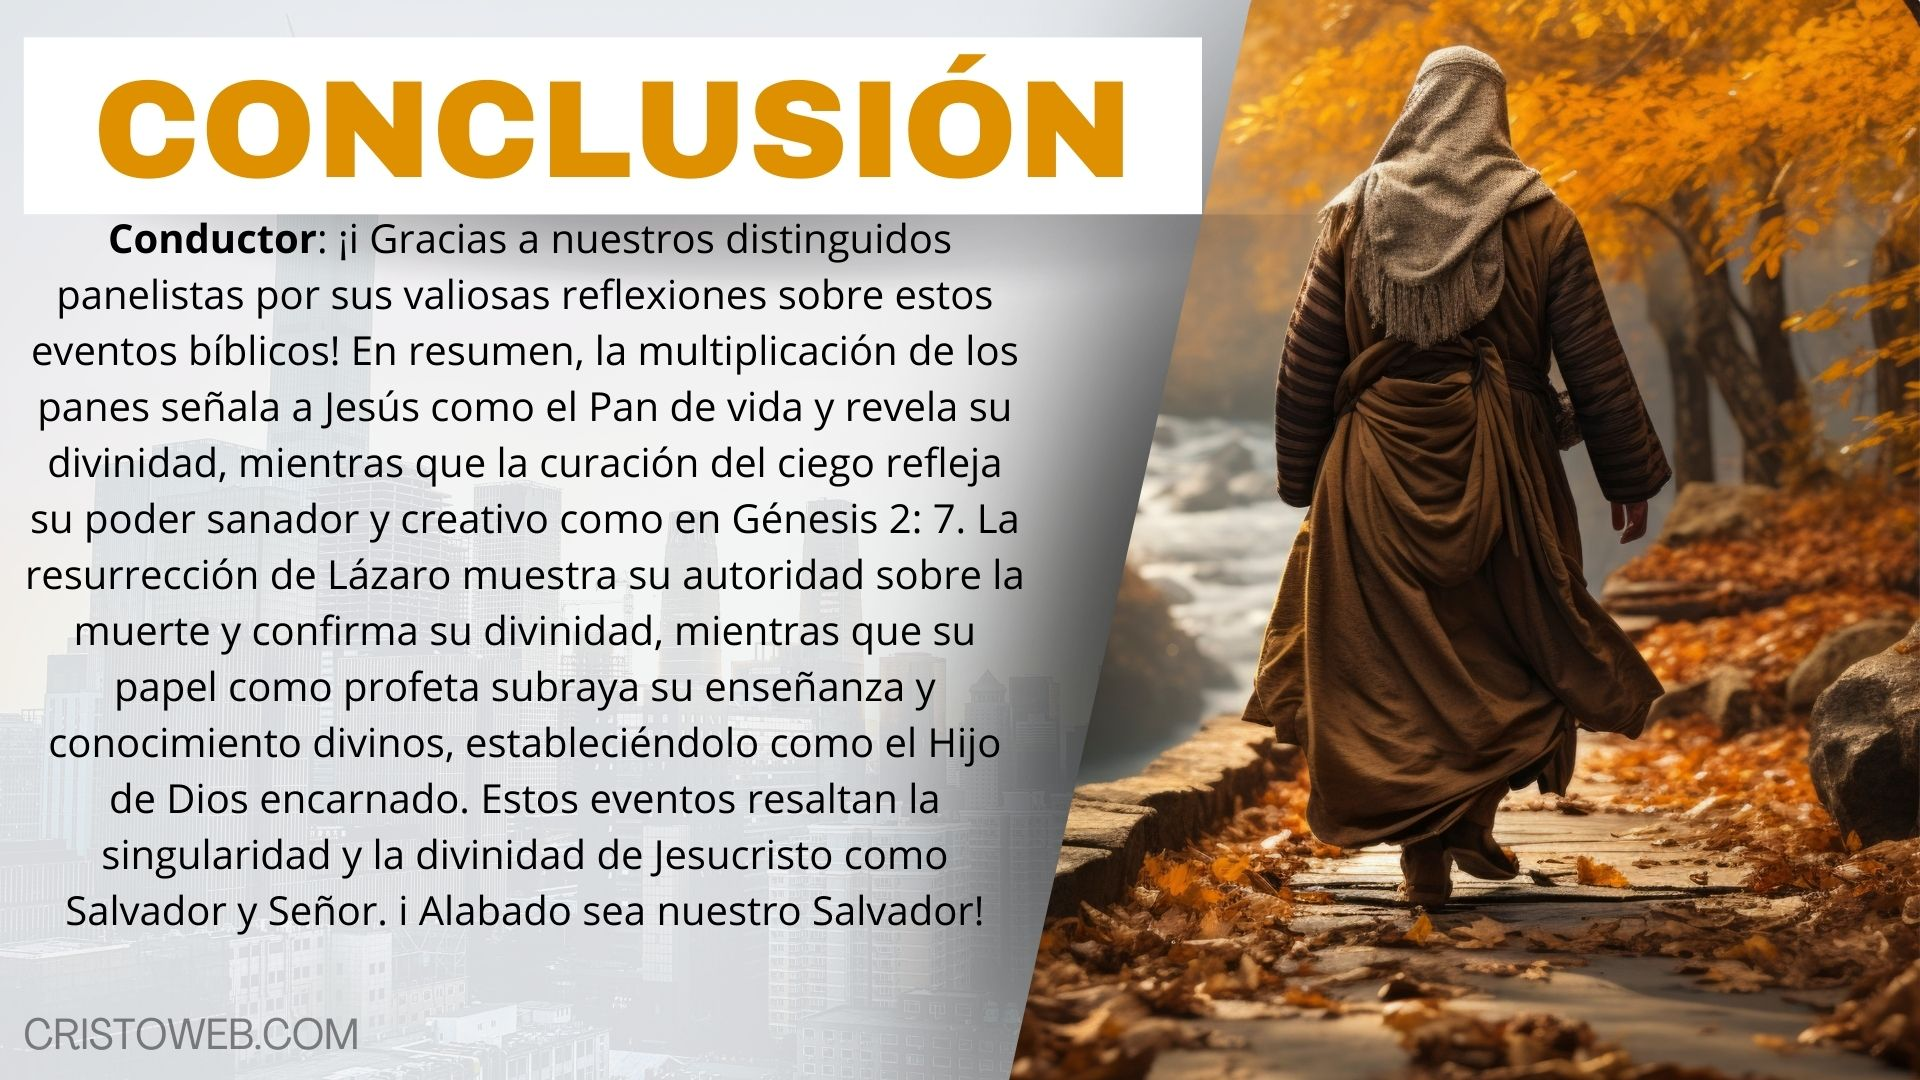 CONCLUSIÓN
Conductor: ¡i Gracias a nuestros distinguidos
panelistas por sus valiosas reflexiones sobre estos
eventos bíblicos! En resumen, la multiplicación de los
panes señala a Jesús como el Pan de vida y revela su
divinidad, mientras que la curación del ciego refleja
su poder sanador y creativo como en Génesis 2: 7. La
resurrección de Lázaro muestra su autoridad sobre la
muerte y confirma su divinidad, mientras que su
papel como profeta subraya su enseñanza y
conocimiento divinos, estableciéndolo como el Hijo
de Dios encarnado. Estos eventos resaltan la
singularidad y la divinidad de Jesucristo como
Salvador y Señor. i Alabado sea nuestro Salvador!
CRISTOWEB.COM